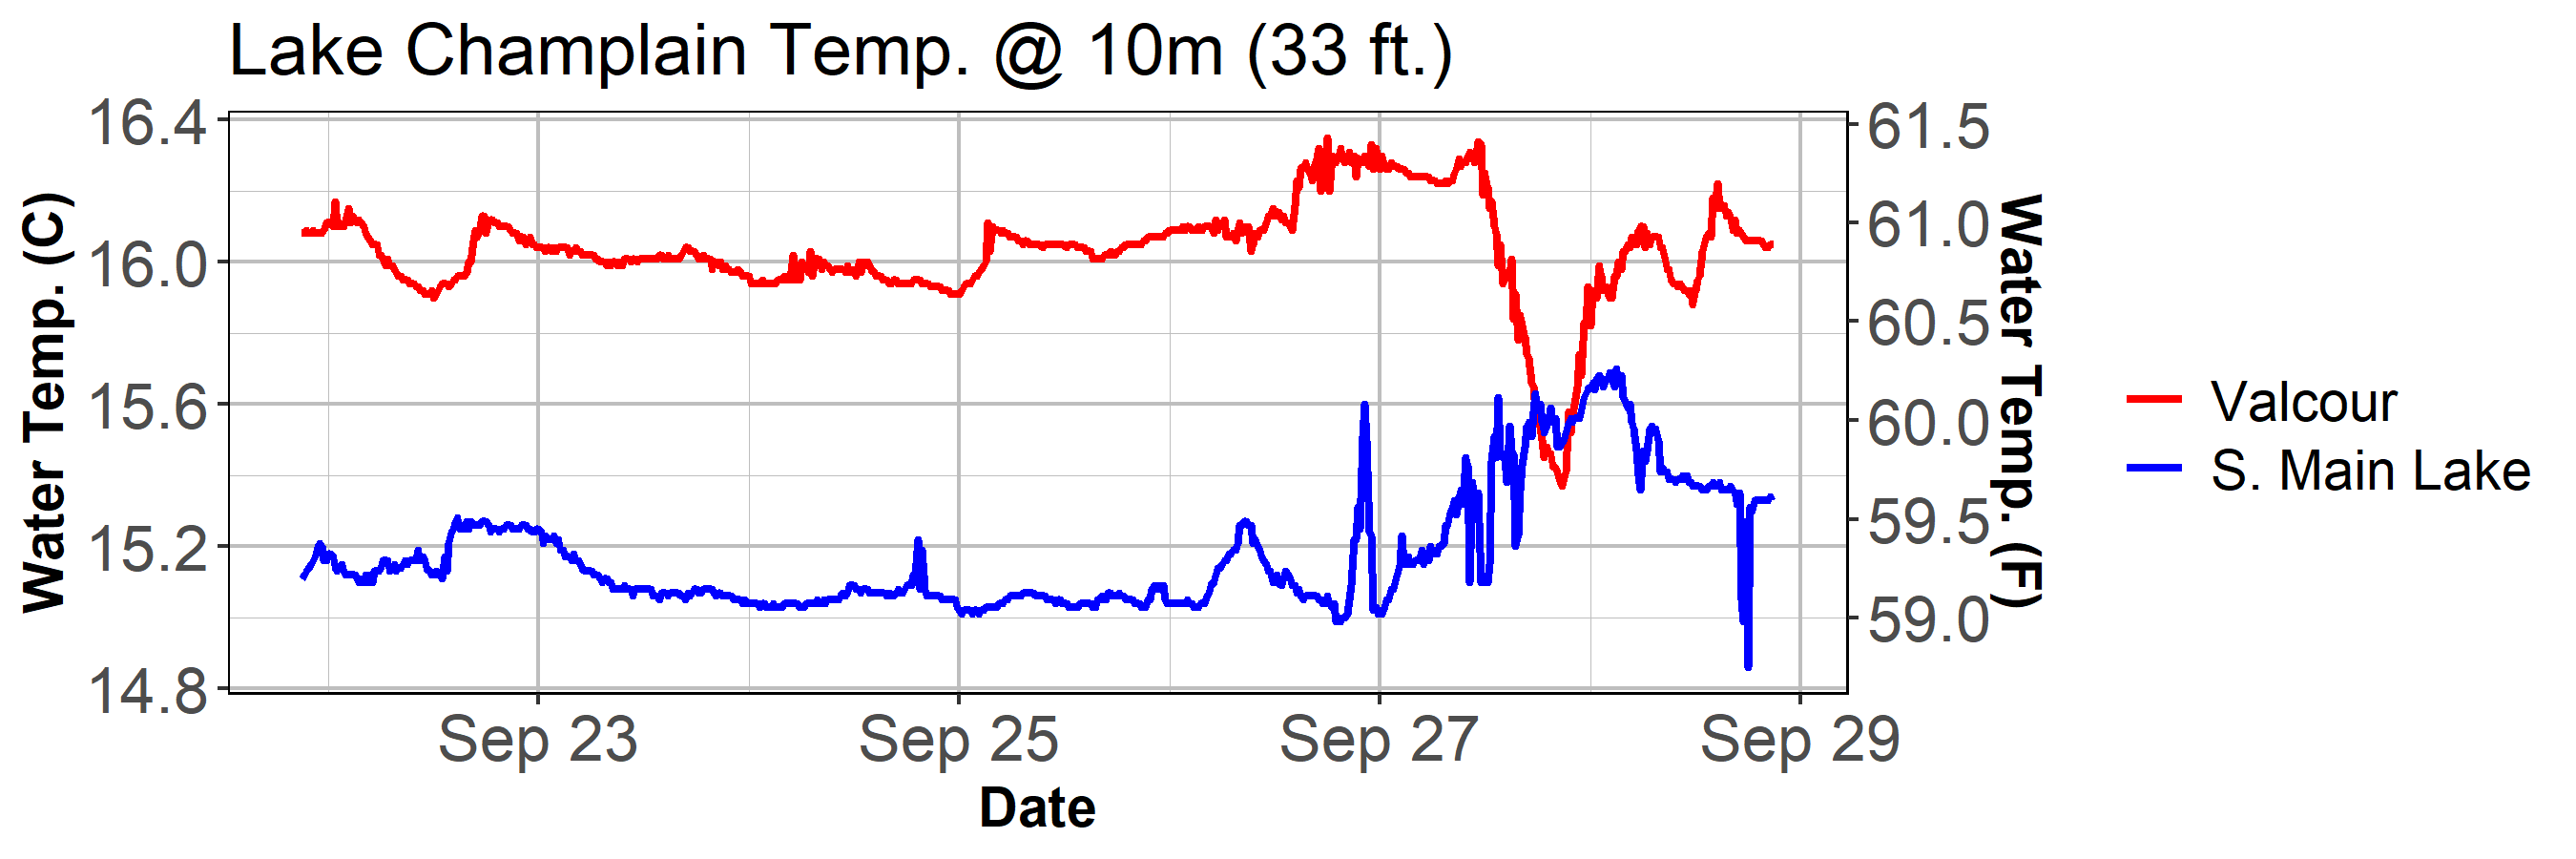 Lake Champlain Temp. @ 10m (33 ft.)
Water Temp. (C)
16.4
16.0
15.6
15.2
14.8
61.5
61.0
60.5
60.0
59.5
59.0
Water Temp. (F)
Sep 23
Sep 25
Sep 27
Sep 29
Date
Valcour
S. Main Lake